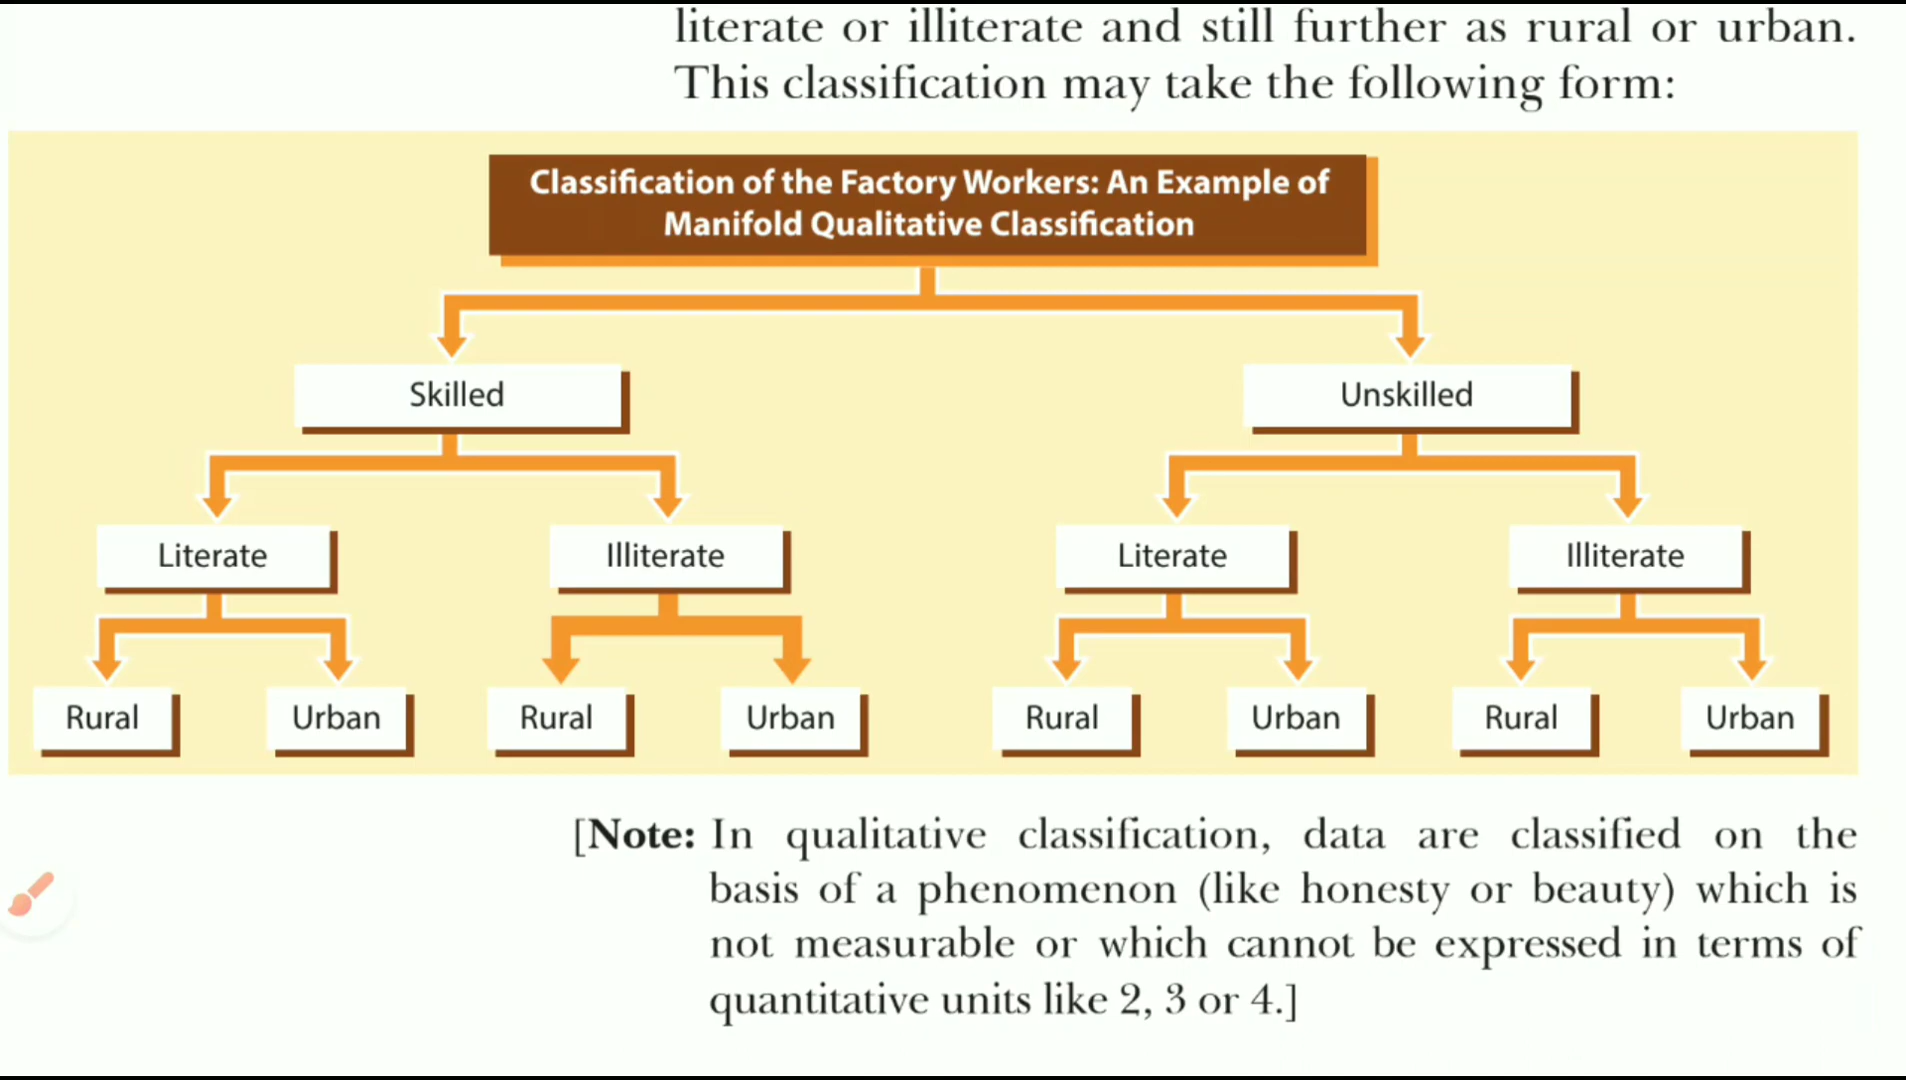 literate or illiterate and still further as rural or urban.
This classification may take the following form:
Classification of the Factory Workers: An Example of
Manifold Qualitative Classification
Skilled
Unskilled
Literate
Illiterate
Literate
Illiterate
Rural
Urban
Rural
Urban
Rural
Urban
Rural
Urban
[Note: In qualitative classification, data are classified on the
basis of a phenomenon (like honesty or beauty) which is
not measurable or which cannot be expressed in terms of
quantitative units like 2, 3 or 4.]